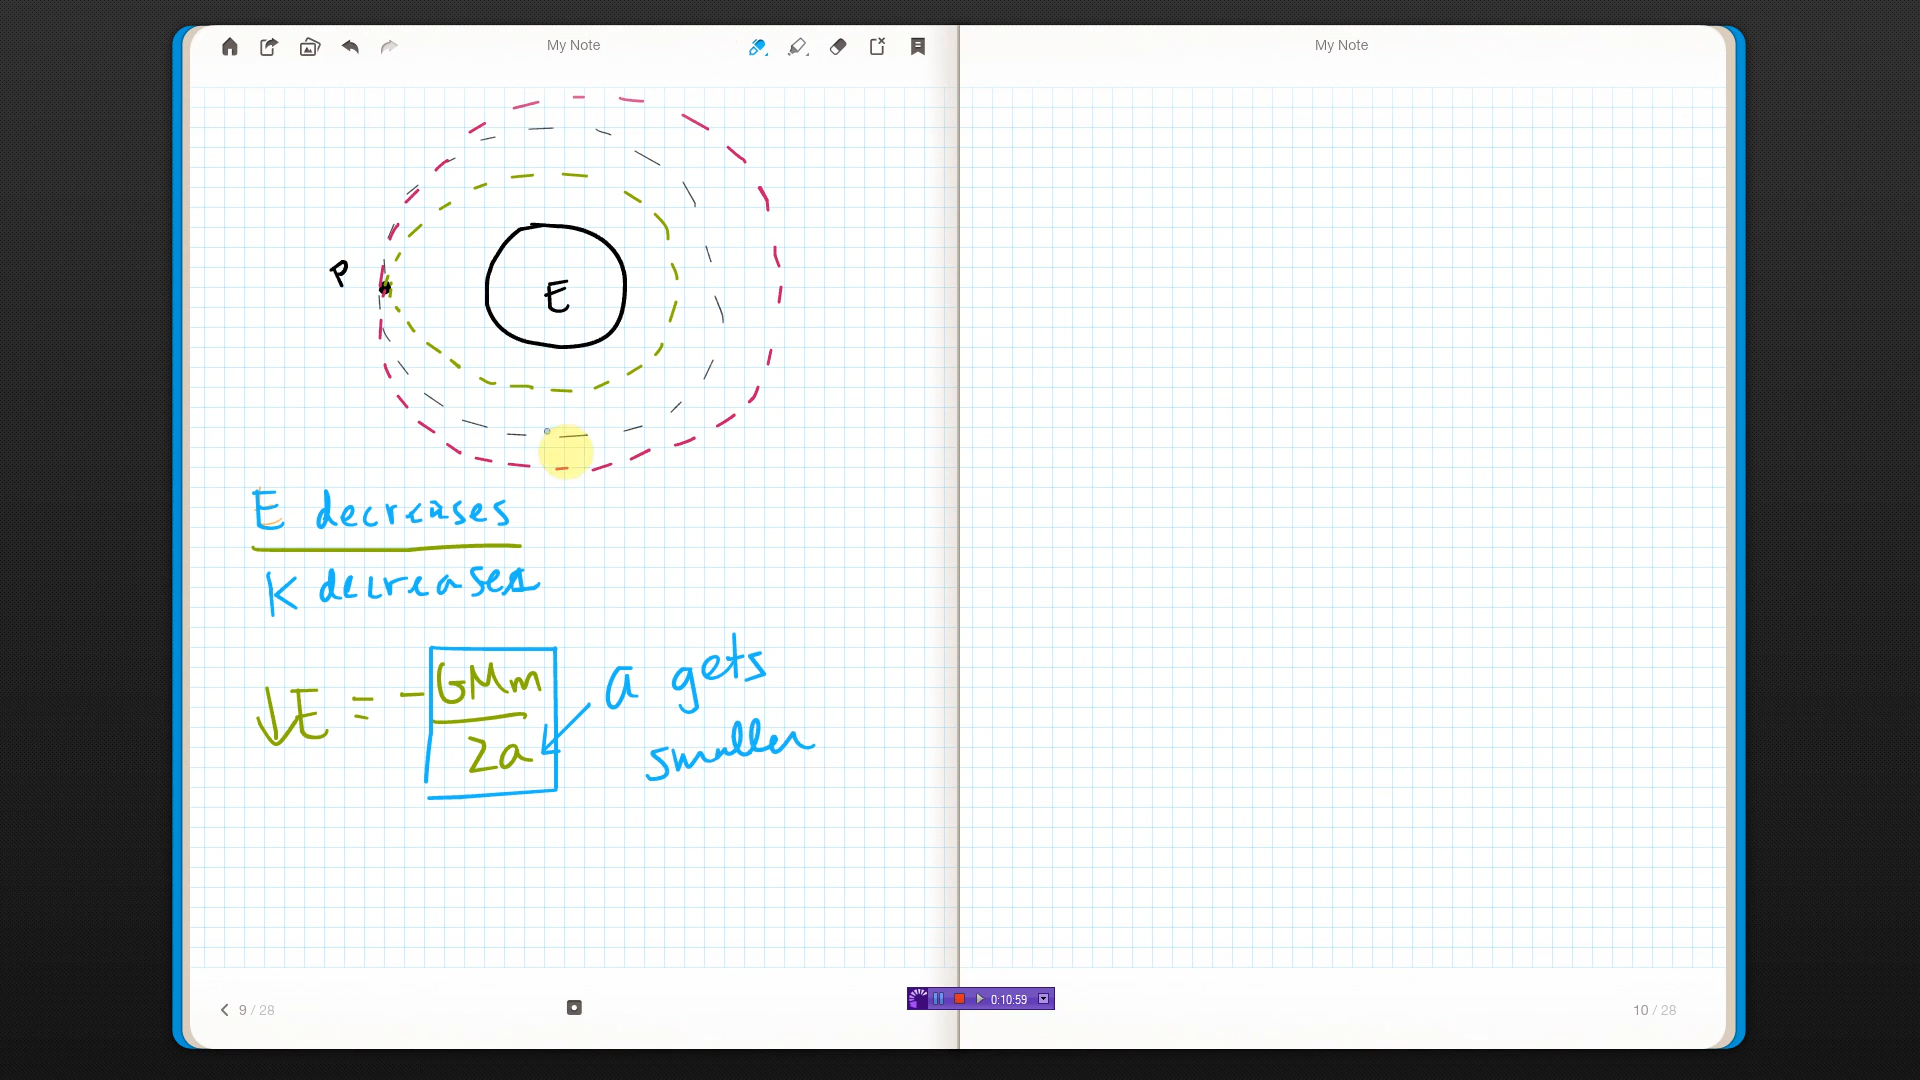 My Note
My Note
P
E
E decreases
K decreases
↓E = -GMm
2a
a gets
smaller
9 / 28
0:10:59
10 / 28